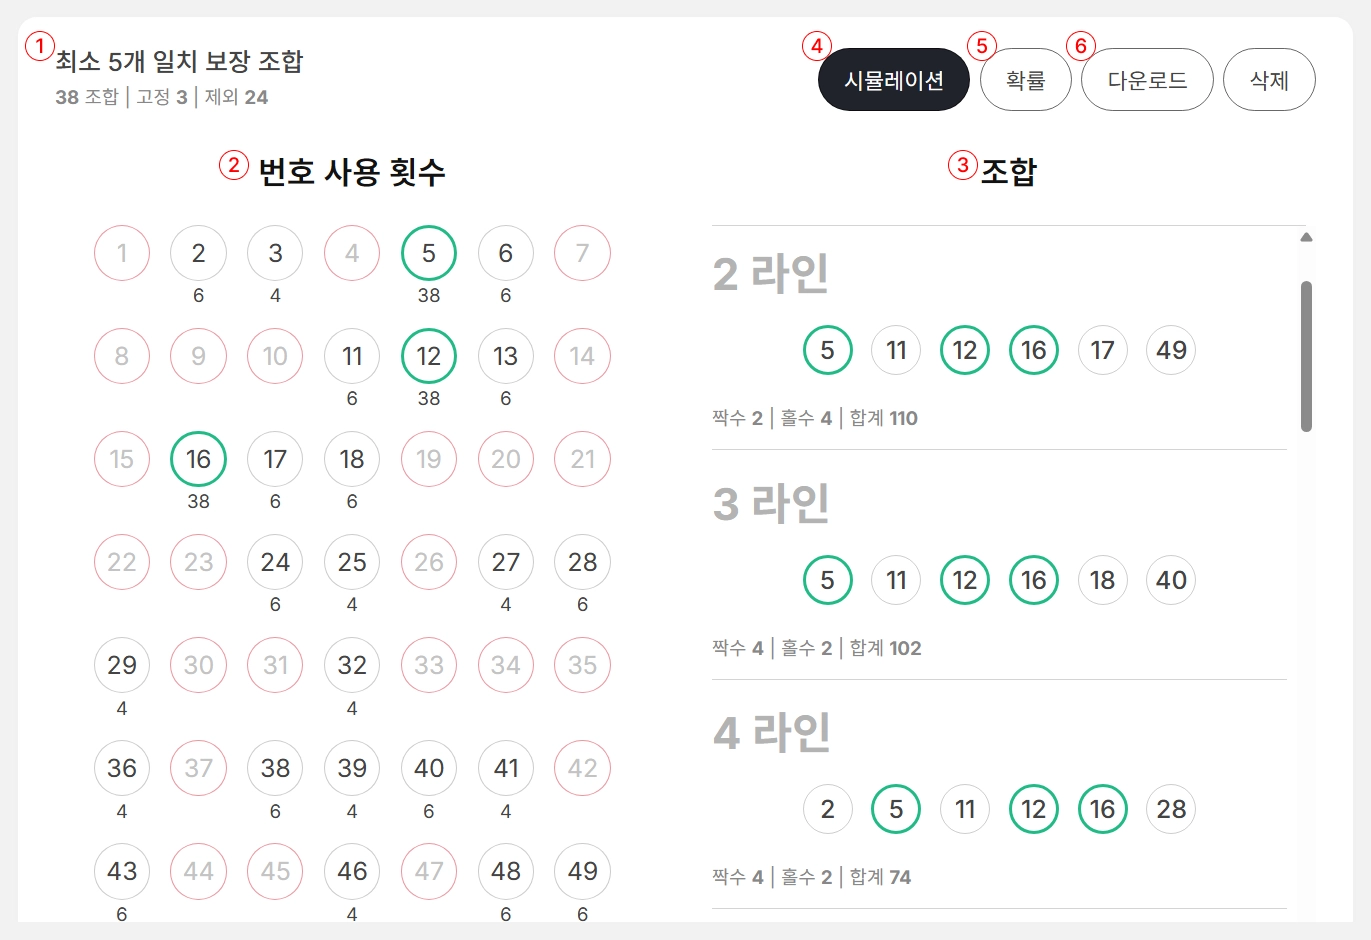 ① 최소 5개 일치 보장 조합
38 조합 | 고정 3 | 제외 24
④ 시뮬레이션 ⑤ 확률 ⑥ 다운로드 삭제
② 번호 사용 횟수
1 2 3 4 5 6 7
6 4 38 6
8 9 10 11 12 13 14
6 38 6
15 16 17 18 19 20 21
38 6 6
22 23 24 25 26 27 28
6 4 4 6
29 30 31 32 33 34 35
4 4
36 37 38 39 40 41 42
4 6 4 6 4
43 44 45 46 47 48 49
6 4 6 6
③ 조합
2 라인
5 11 12 16 17 49
짝수 2 | 홀수 4 | 합계 110
3 라인
5 11 12 16 18 40
짝수 4 | 홀수 2 | 합계 102
4 라인
2 5 11 12 16 28
짝수 4 | 홀수 2 | 합계 74